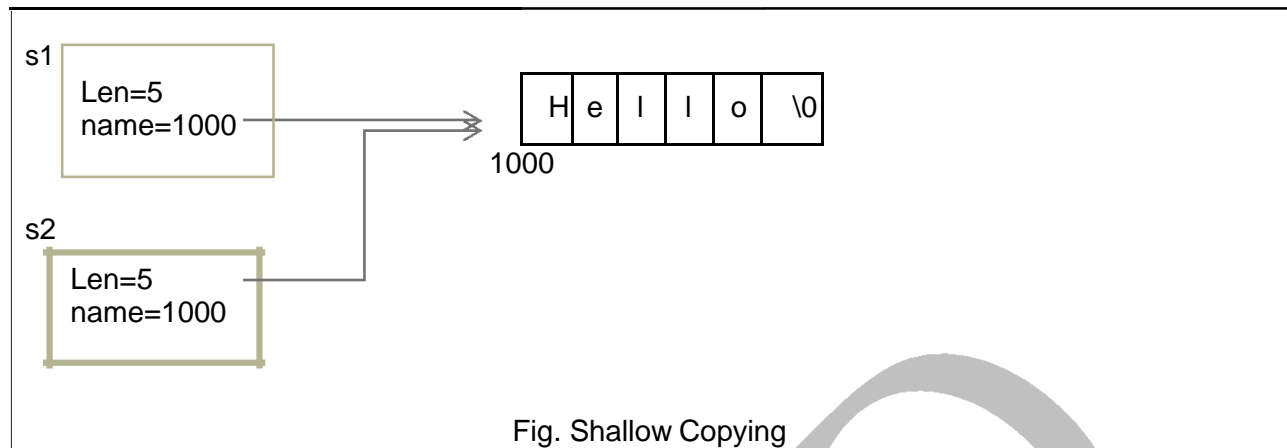 s1
Len=5
name=1000
H e l l o \0
1000
s2
Len=5
name=1000
Fig. Shallow Copying